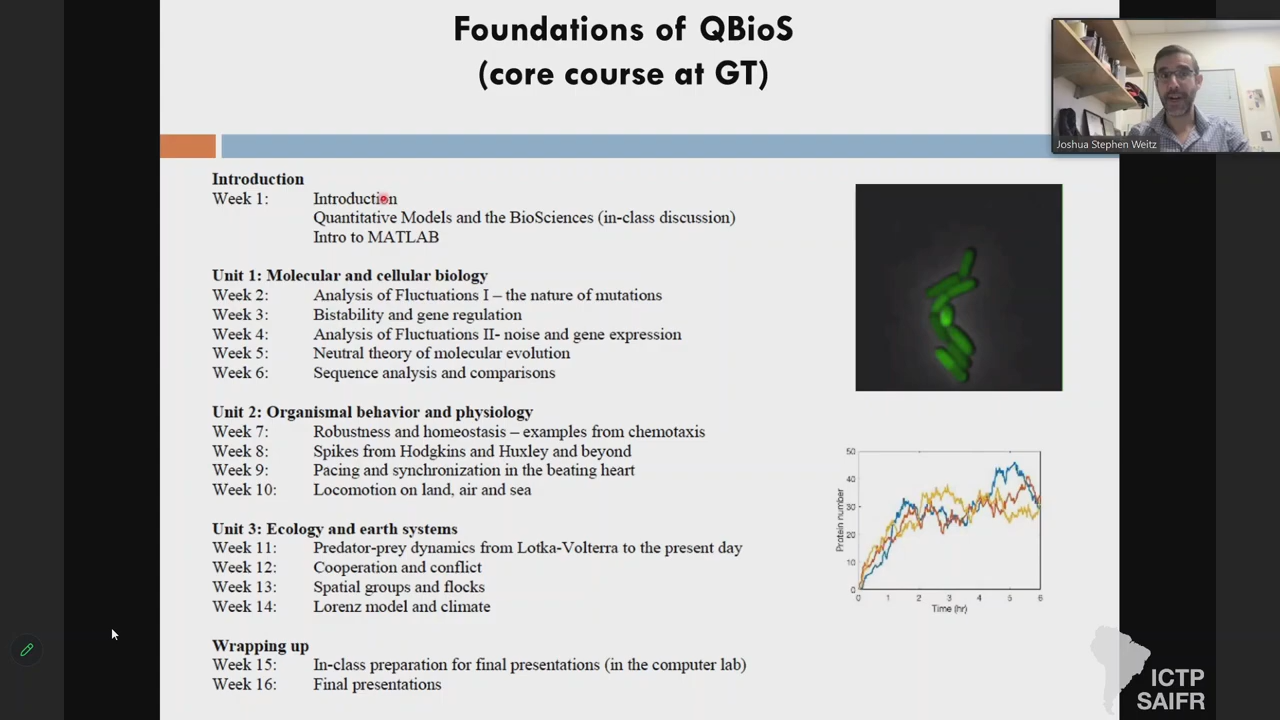 Foundations of QBioS
(core course at GT)
Joshua Stephen Weitz
Introduction
Week 1: Introduction
Quantitative Models and the BioSciences (in-class discussion)
Intro to MATLAB
Unit 1: Molecular and cellular biology
Week 2: Analysis of Fluctuations I – the nature of mutations
Week 3: Bistability and gene regulation
Week 4: Analysis of Fluctuations II- noise and gene expression
Week 5: Neutral theory of molecular evolution
Week 6: Sequence analysis and comparisons
Unit 2: Organismal behavior and physiology
Week 7: Robustness and homeostasis – examples from chemotaxis
Week 8: Spikes from Hodgkins and Huxley and beyond
Week 9: Pacing and synchronization in the beating heart
Week 10: Locomotion on land, air and sea
Unit 3: Ecology and earth systems
Week 11: Predator-prey dynamics from Lotka-Volterra to the present day
Week 12: Cooperation and conflict
Week 13: Spatial groups and flocks
Week 14: Lorenz model and climate
Wrapping up
Week 15: In-class preparation for final presentations (in the computer lab)
Week 16: Final presentations
Protein number
50
40
30
20
10
0
0 1 2 3 4 5 6
Time (hr)
ICTP
SAIFR